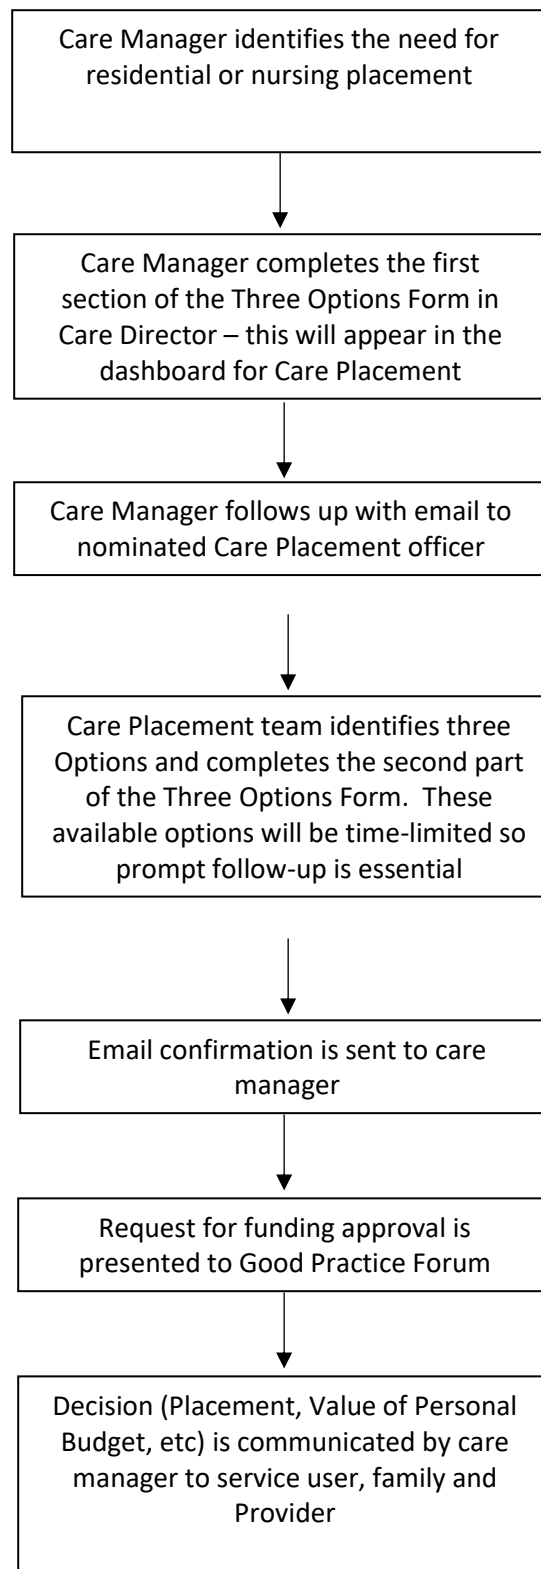 Care Manager identifies the need for
residential or nursing placement
Care Manager completes the first
section of the Three Options Form in
Care Director – this will appear in the
dashboard for Care Placement
Care Manager follows up with email to
nominated Care Placement officer
Care Placement team identifies three
Options and completes the second part
of the Three Options Form.  These
available options will be time-limited so
prompt follow-up is essential
Email confirmation is sent to care
manager
Request for funding approval is
presented to Good Practice Forum
Decision (Placement, Value of Personal
Budget, etc) is communicated by care
manager to service user, family and
Provider